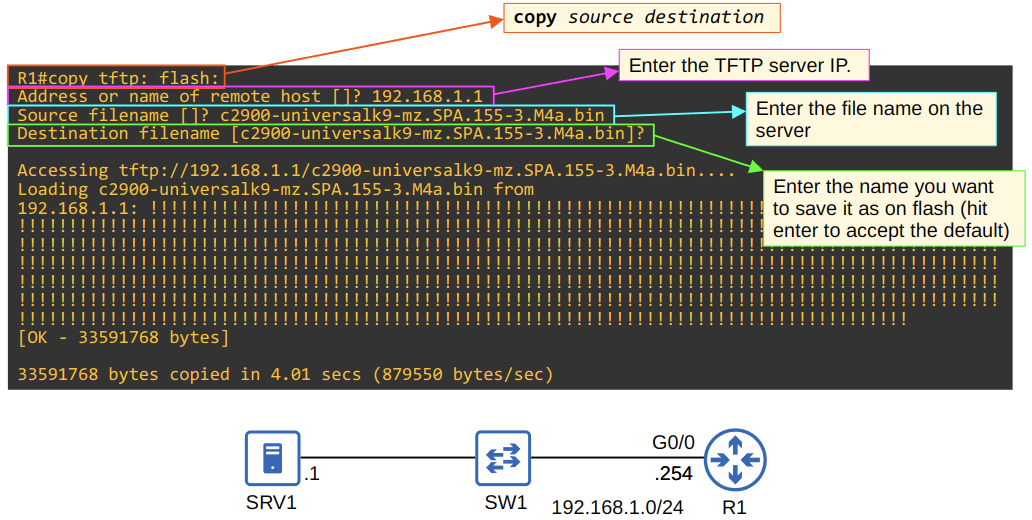 copy source destination
R1#copy tftp: flash:
Enter the TFTP server IP.
Address or name of remote host []? 192.168.1.1
Source filename []? c2900-universalk9-mz.SPA.155-3.M4a.bin
Enter the file name on the
server
Destination filename [c2900-universalk9-mz.SPA.155-3.M4a.bin]?
Accessing tftp://192.168.1.1/c2900-universalk9-mz.SPA.155-3.M4a.bin....
Loading c2900-universalk9-mz.SPA.155-3.M4a.bin from
Enter the name you want
to save it as on flash (hit
enter to accept the default)
192.168.1.1: !!!!!!!!!!!!!!!!!!!!!!!!!!!!!!!!!!!!!!!!!!!!!!!!!!!!!!!!!!!!!
!!!!!!!!!!!!!!!!!!!!!!!!!!!!!!!!!!!!!!!!!!!!!!!!!!!!!!!!!!!!!!!!!!!!!!!!!!
!!!!!!!!!!!!!!!!!!!!!!!!!!!!!!!!!!!!!!!!!!!!!!!!!!!!!!!!!!!!!!!!!!!!!!!!!!!!!!!!!!!!!!!!!!!!!!!!!
!!!!!!!!!!!!!!!!!!!!!!!!!!!!!!!!!!!!!!!!!!!!!!!!!!!!!!!!!!!!!!!!!!!!!!!!!!!!!!!!!!!!!!!!!!!!!!!!!
!!!!!!!!!!!!!!!!!!!!!!!!!!!!!!!!!!!!!!!!!!!!!!!!!!!!!!!!!!!!!!!!!!!!!!!!!!!!!!!!!!!!!!!!!!!!!!!!!
!!!!!!!!!!!!!!!!!!!!!!!!!!!!!!!!!!!!!!!!!!!!!!!!!!!!!!!!!!!!!!!!!!!!!!!!!!!!!!!!!!!!!!!!!!!!!!!!!
!!!!!!!!!!!!!!!!!!!!!!!!!!!!!!!!!!!!!!!!!!!!!!!!!!!!!!!!!!!!!!!!!!!!!!!!!!!!!!!!!!!!!!!!
[OK - 33591768 bytes]
33591768 bytes copied in 4.01 secs (879550 bytes/sec)
G0/0
.1
.254
SRV1
SW1
192.168.1.0/24
R1